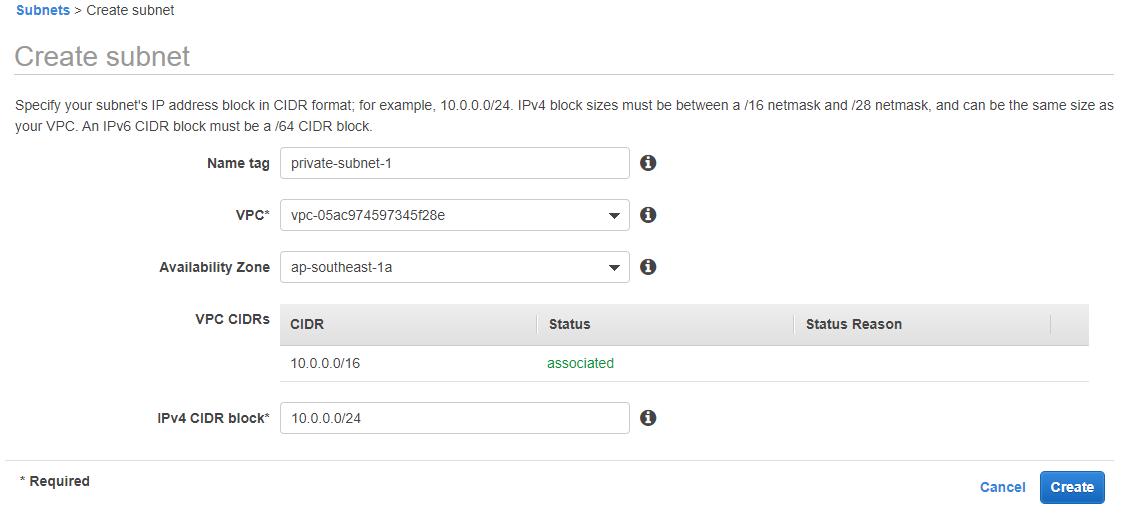 Subnets > Create subnet
Create subnet
Specify your subnet's IP address block in CIDR format; for example, 10.0.0.0/24. IPv4 block sizes must be between a /16 netmask and /28 netmask, and can be the same size as
your VPC. An IPv6 CIDR block must be a /64 CIDR block.
Name tag private-subnet-1
VPC* vpc-05ac974597345f28e
Availability Zone ap-southeast-1a
VPC CIDRs CIDR Status Status Reason
10.0.0.0/16 associated
IPv4 CIDR block* 10.0.0.0/24
* Required Cancel Create